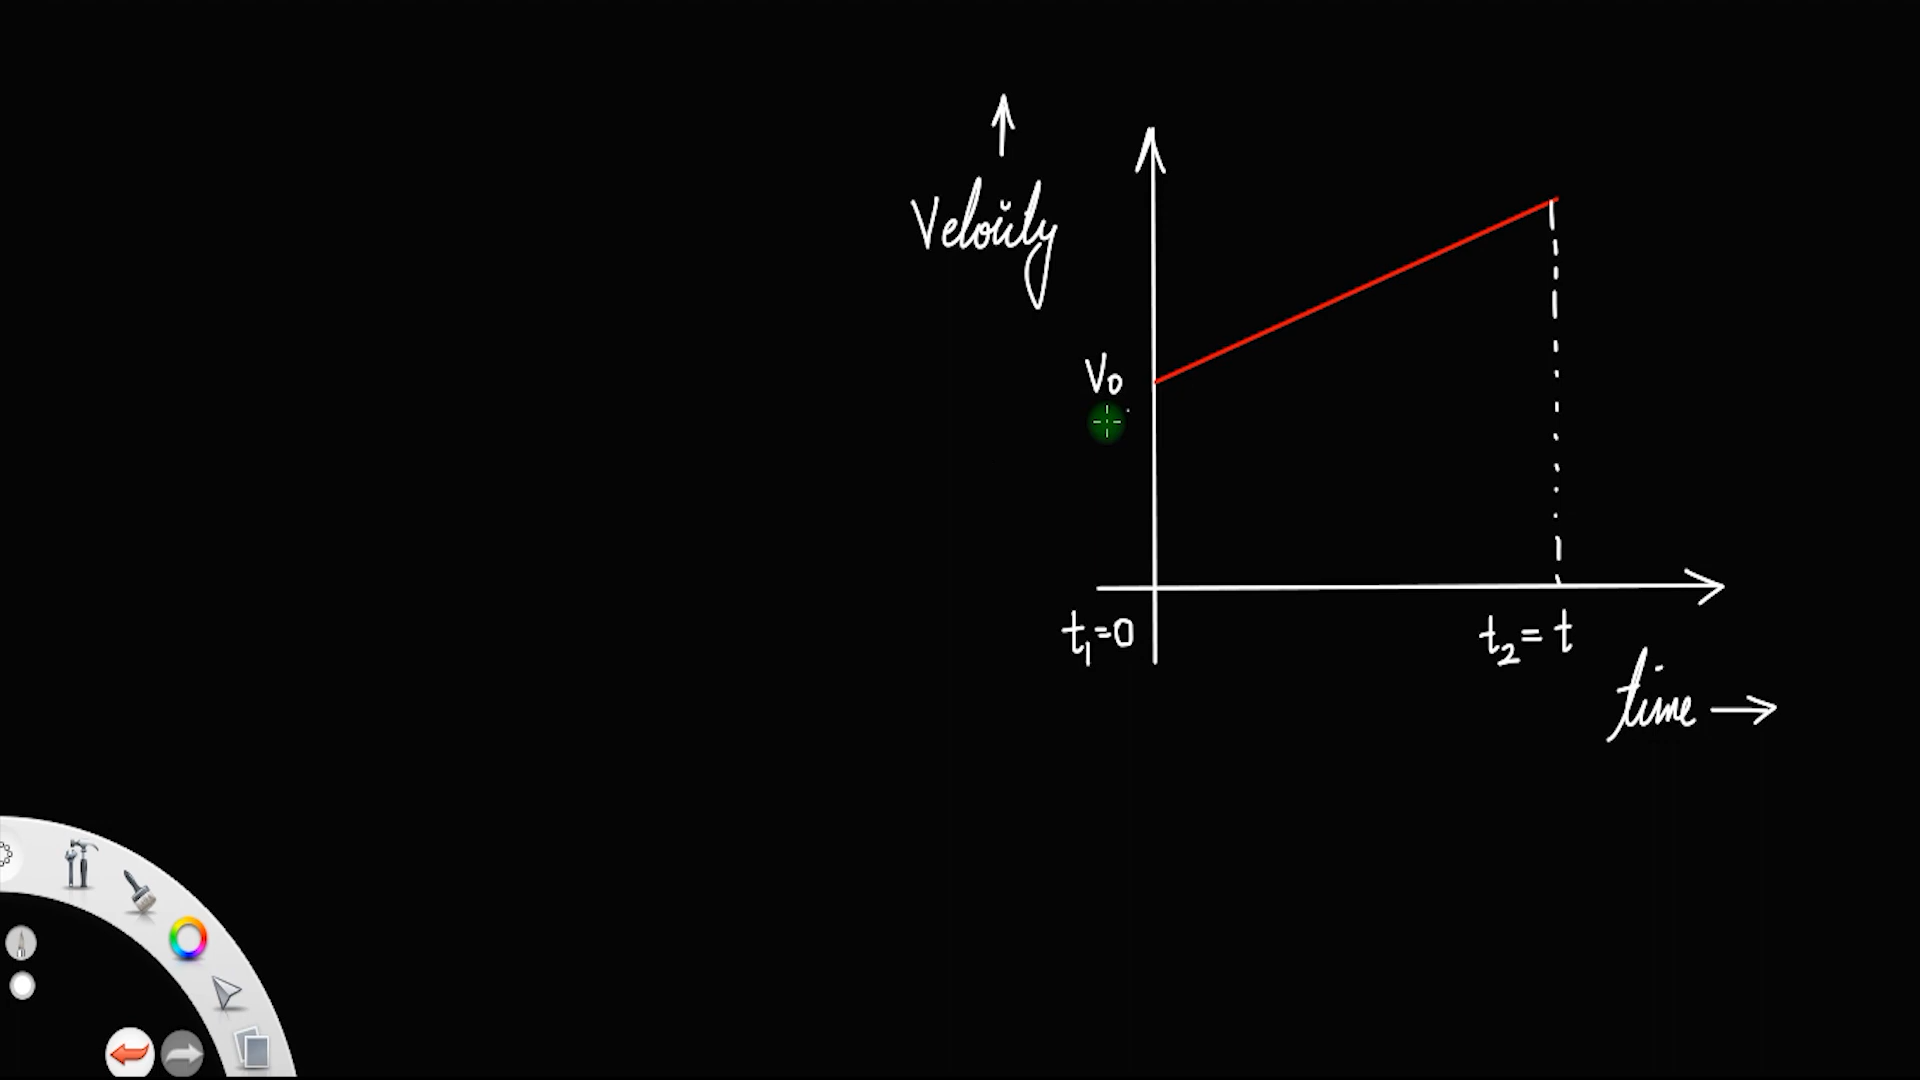 Velocity
V₀
t₁=0
t₂= t
time